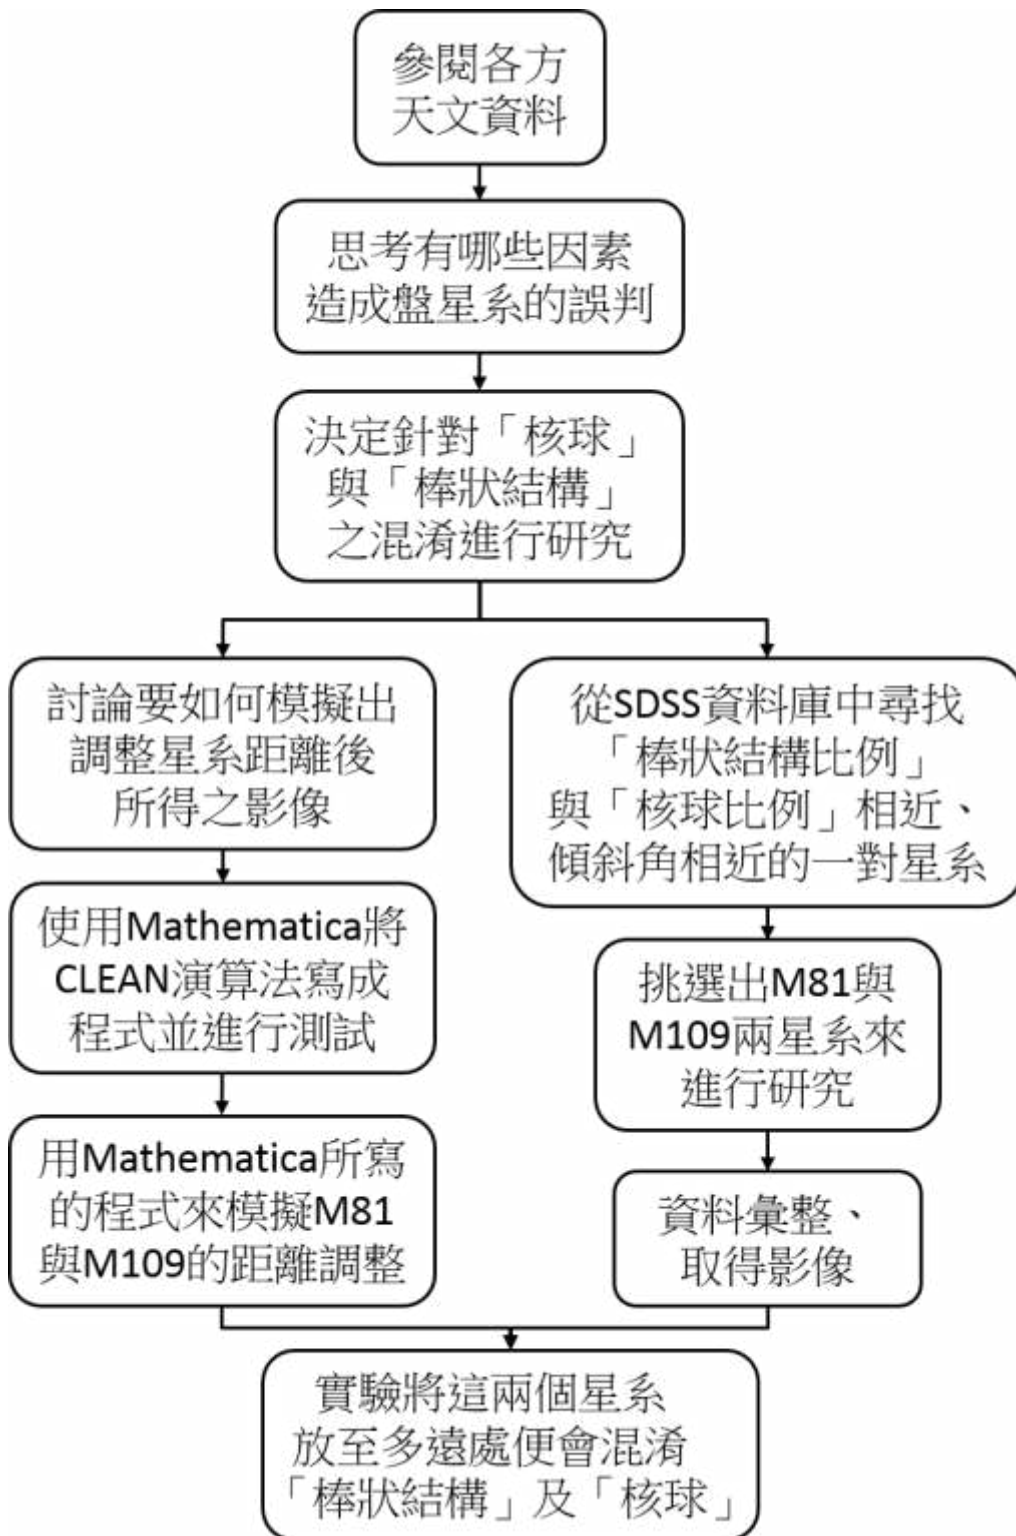 參閱各方
天文資料
思考有哪些因素
造成盤星系的誤判
決定針對「核球」
與「棒狀結構」
之混淆進行研究
討論要如何模擬出
調整星系距離後
所得之影像
使用Mathematica將
CLEAN演算法寫成
程式並進行測試
用Mathematica所寫
的程式來模擬M81
與M109的距離調整
從SDSS資料庫中尋找
「棒狀結構比例」
與「核球比例」相近、
傾斜角相近的一對星系
挑選出M81與
M109兩星系來
進行研究
資料彙整、
取得影像
實驗將這兩個星系
放至多遠處便會混淆
「棒狀結構」及「核球」